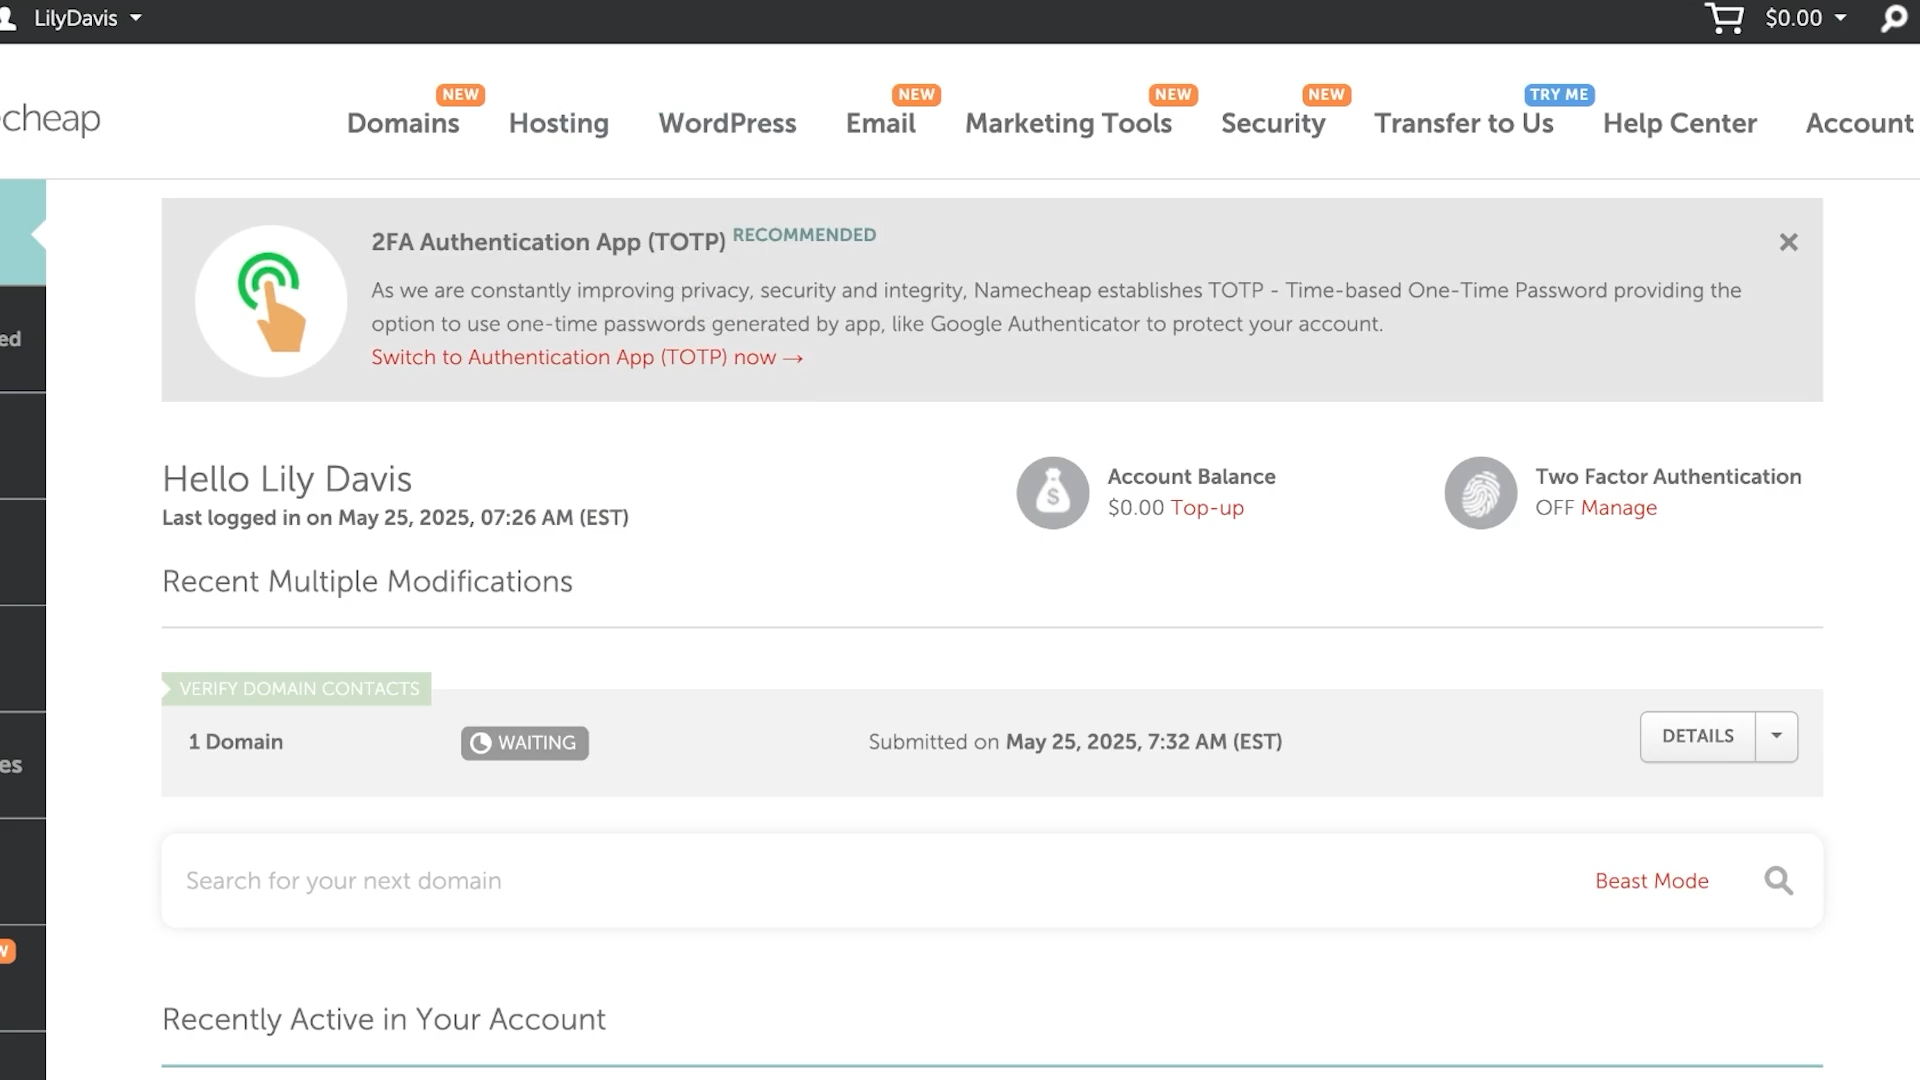 LilyDavis
$0.00
cheap
NEW
NEW
NEW
NEW
TRY ME
Domains
Hosting
WordPress
Email
Marketing Tools
Security
Transfer to Us
Help Center
Account
2FA Authentication App (TOTP) RECOMMENDED
As we are constantly improving privacy, security and integrity, Namecheap establishes TOTP - Time-based One-Time Password providing the
option to use one-time passwords generated by app, like Google Authenticator to protect your account.
Switch to Authentication App (TOTP) now →
ed
Hello Lily Davis
Last logged in on May 25, 2025, 07:26 AM (EST)
Account Balance
$0.00 Top-up
Two Factor Authentication
OFF Manage
Recent Multiple Modifications
VERIFY DOMAIN CONTACTS
1 Domain
WAITING
Submitted on May 25, 2025, 7:32 AM (EST)
DETAILS
es
Search for your next domain
Beast Mode
W
Recently Active in Your Account